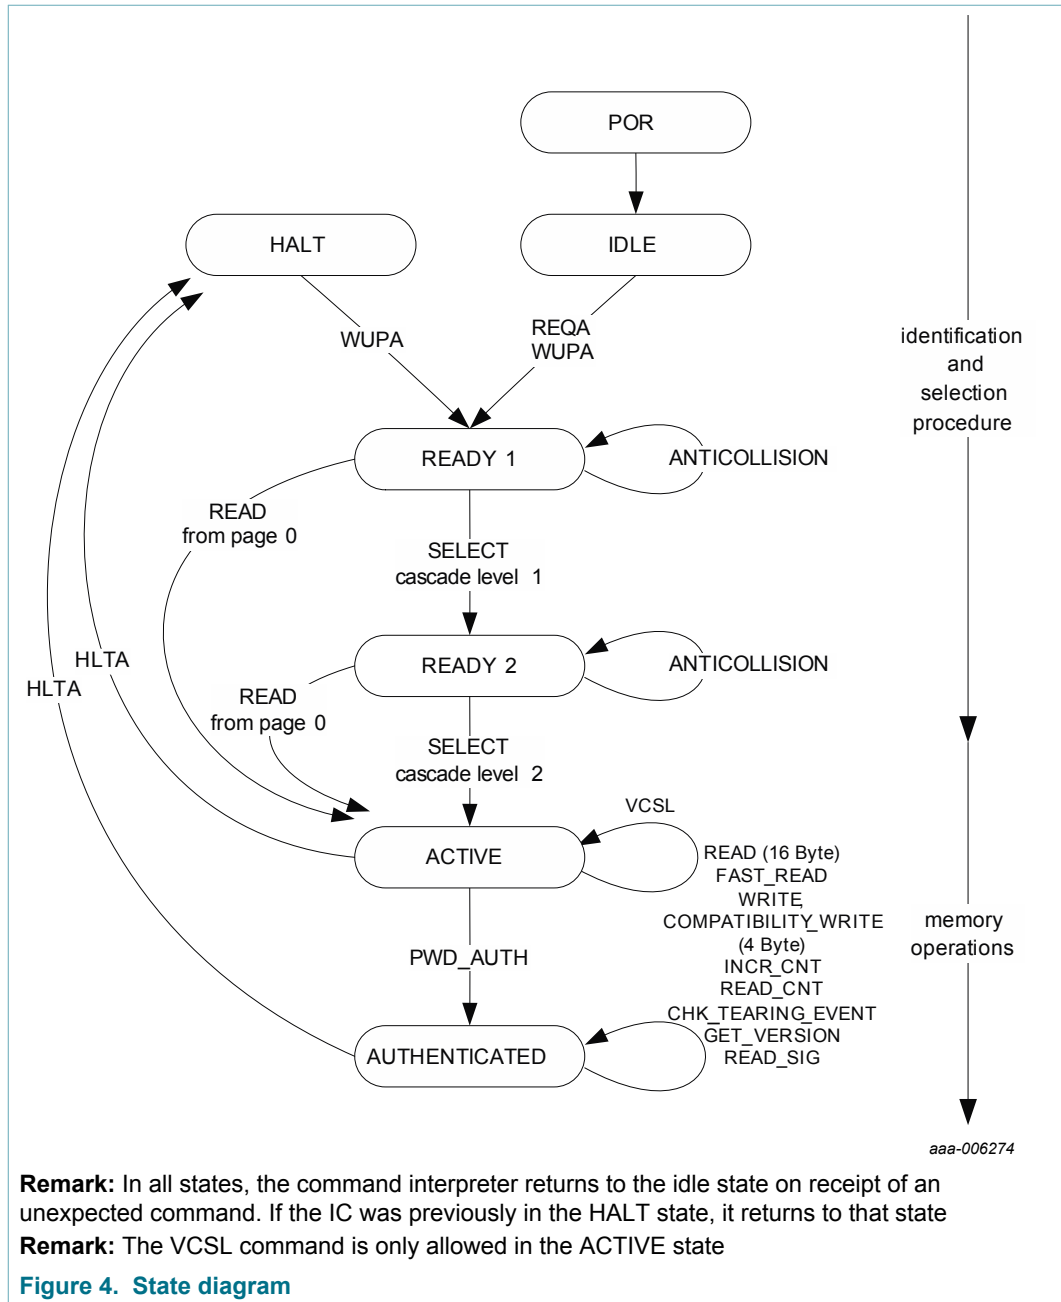 POR
HALT
IDLE
WUPA
REQA
WUPA
identification
and
selection
procedure
READY 1
ANTICOLLISION
READ
from page 0
SELECT
cascade level 1
READY 2
ANTICOLLISION
HLTA
HLTA
READ
from page 0
SELECT
cascade level 2
VCSL
ACTIVE
READ (16 Byte)
FAST_READ
WRITE,
COMPATIBILITY_WRITE
(4 Byte)
INCR_CNT
READ_CNT
CHK_TEARING_EVENT
GET_VERSION
READ_SIG
memory
operations
PWD_AUTH
AUTHENTICATED
aaa-006274
Remark: In all states, the command interpreter returns to the idle state on receipt of an
unexpected command. If the IC was previously in the HALT state, it returns to that state
Remark: The VCSL command is only allowed in the ACTIVE state
Figure 4. State diagram